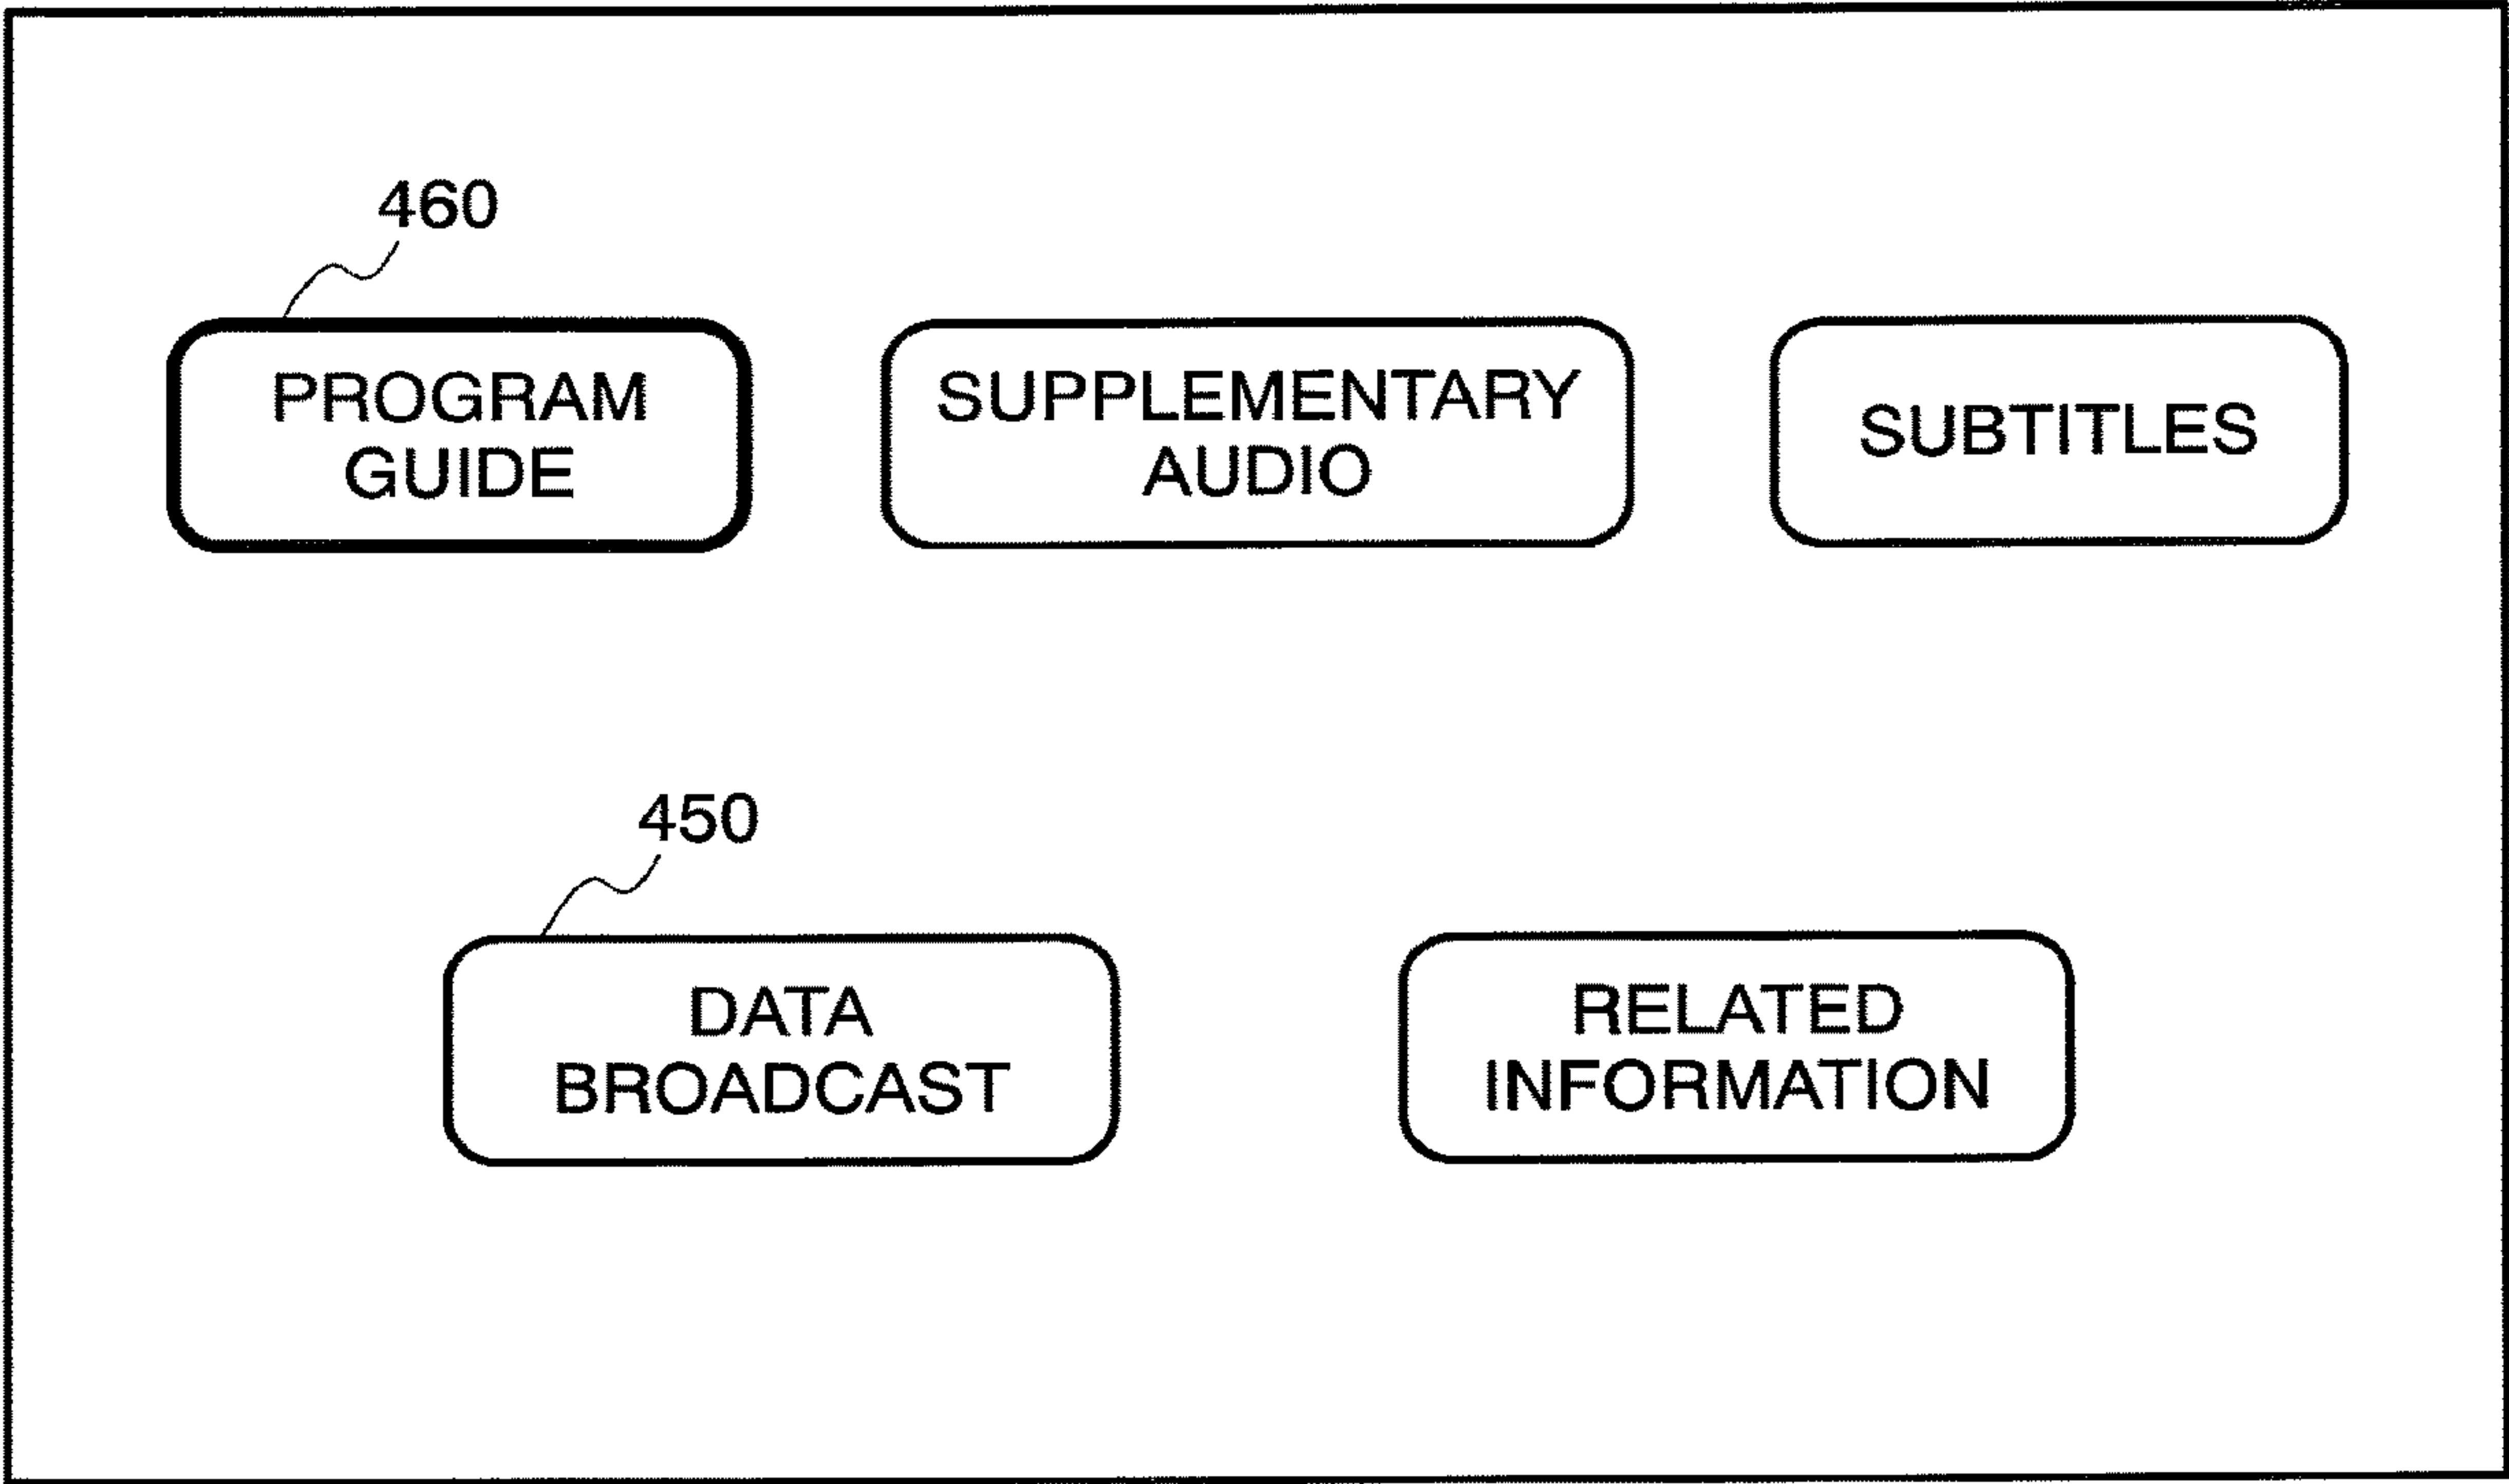 460
PROGRAM
GUIDE
SUPPLEMENTARY
AUDIO
SUBTITLES
450
DATA
BROADCAST
RELATED
INFORMATION